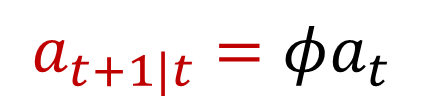 a_{t+1|t} = ϕa_t